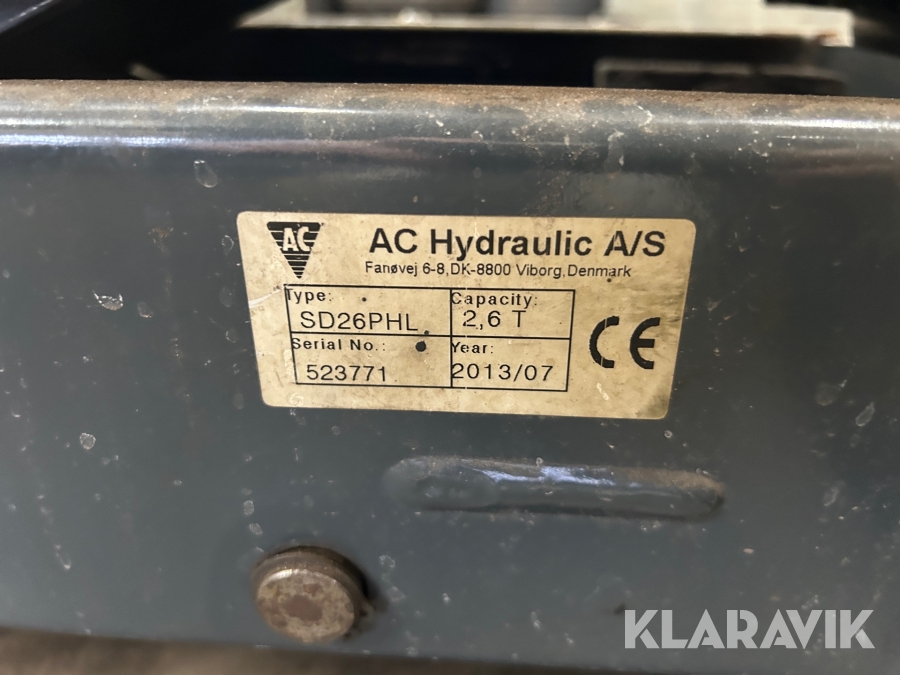 AC
AC Hydraulic A/S
Fanøvej 6-8, DK-8800 Viborg, Denmark
Type: Capacity:
SD26PHL 2,6 T
Serial No.: Year:
523771 2013/07
CE
KLARAVIK